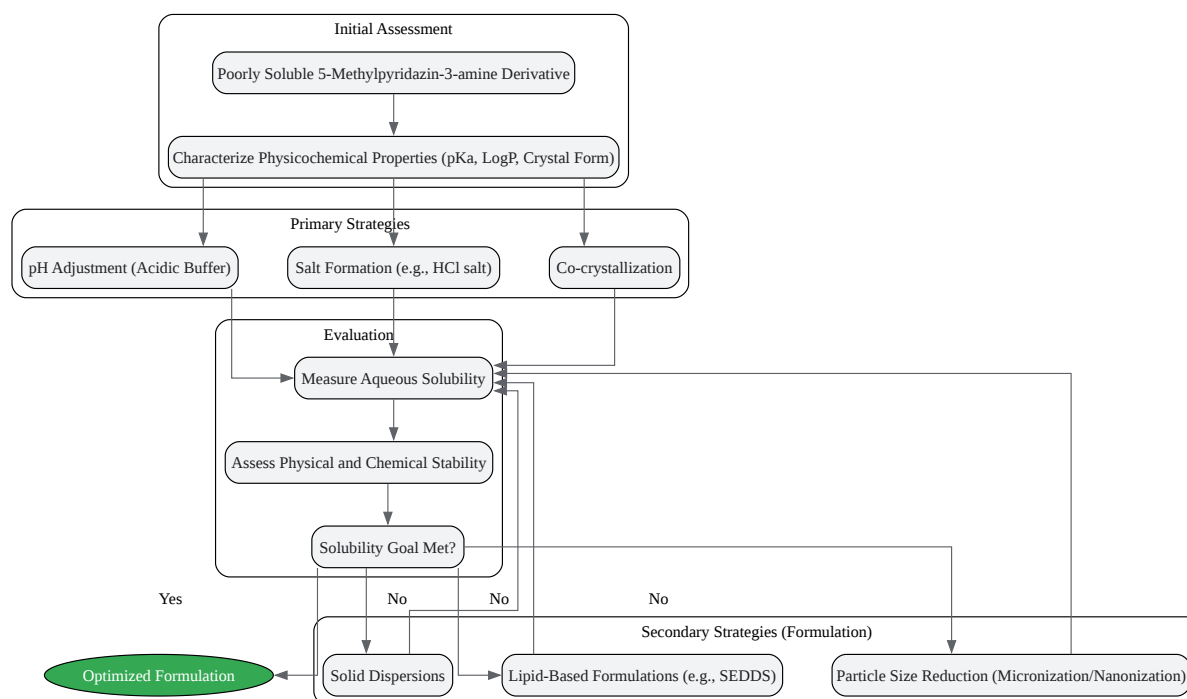 Initial Assessment
Poorly Soluble 5-Methylpyridazin-3-amine Derivative
Characterize Physicochemical Properties (pKa, LogP, Crystal Form)
Primary Strategies
pH Adjustment (Acidic Buffer)
Salt Formation (e.g., HCl salt)
Co-crystallization
Evaluation
Measure Aqueous Solubility
Assess Physical and Chemical Stability
Solubility Goal Met?
Yes
No
No
No
Secondary Strategies (Formulation)
Optimized Formulation
Solid Dispersions
Lipid-Based Formulations (e.g., SEDDS)
Particle Size Reduction (Micronization/Nanonization)